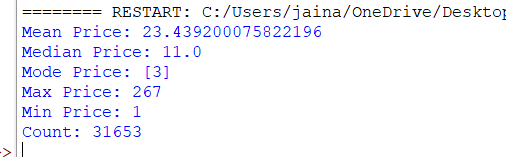 ======== RESTART: C:/Users/jaina/OneDrive/Desktop
Mean Price: 23.439200075822196
Median Price: 11.0
Mode Price: [3]
Max Price: 267
Min Price: 1
Count: 31653
>